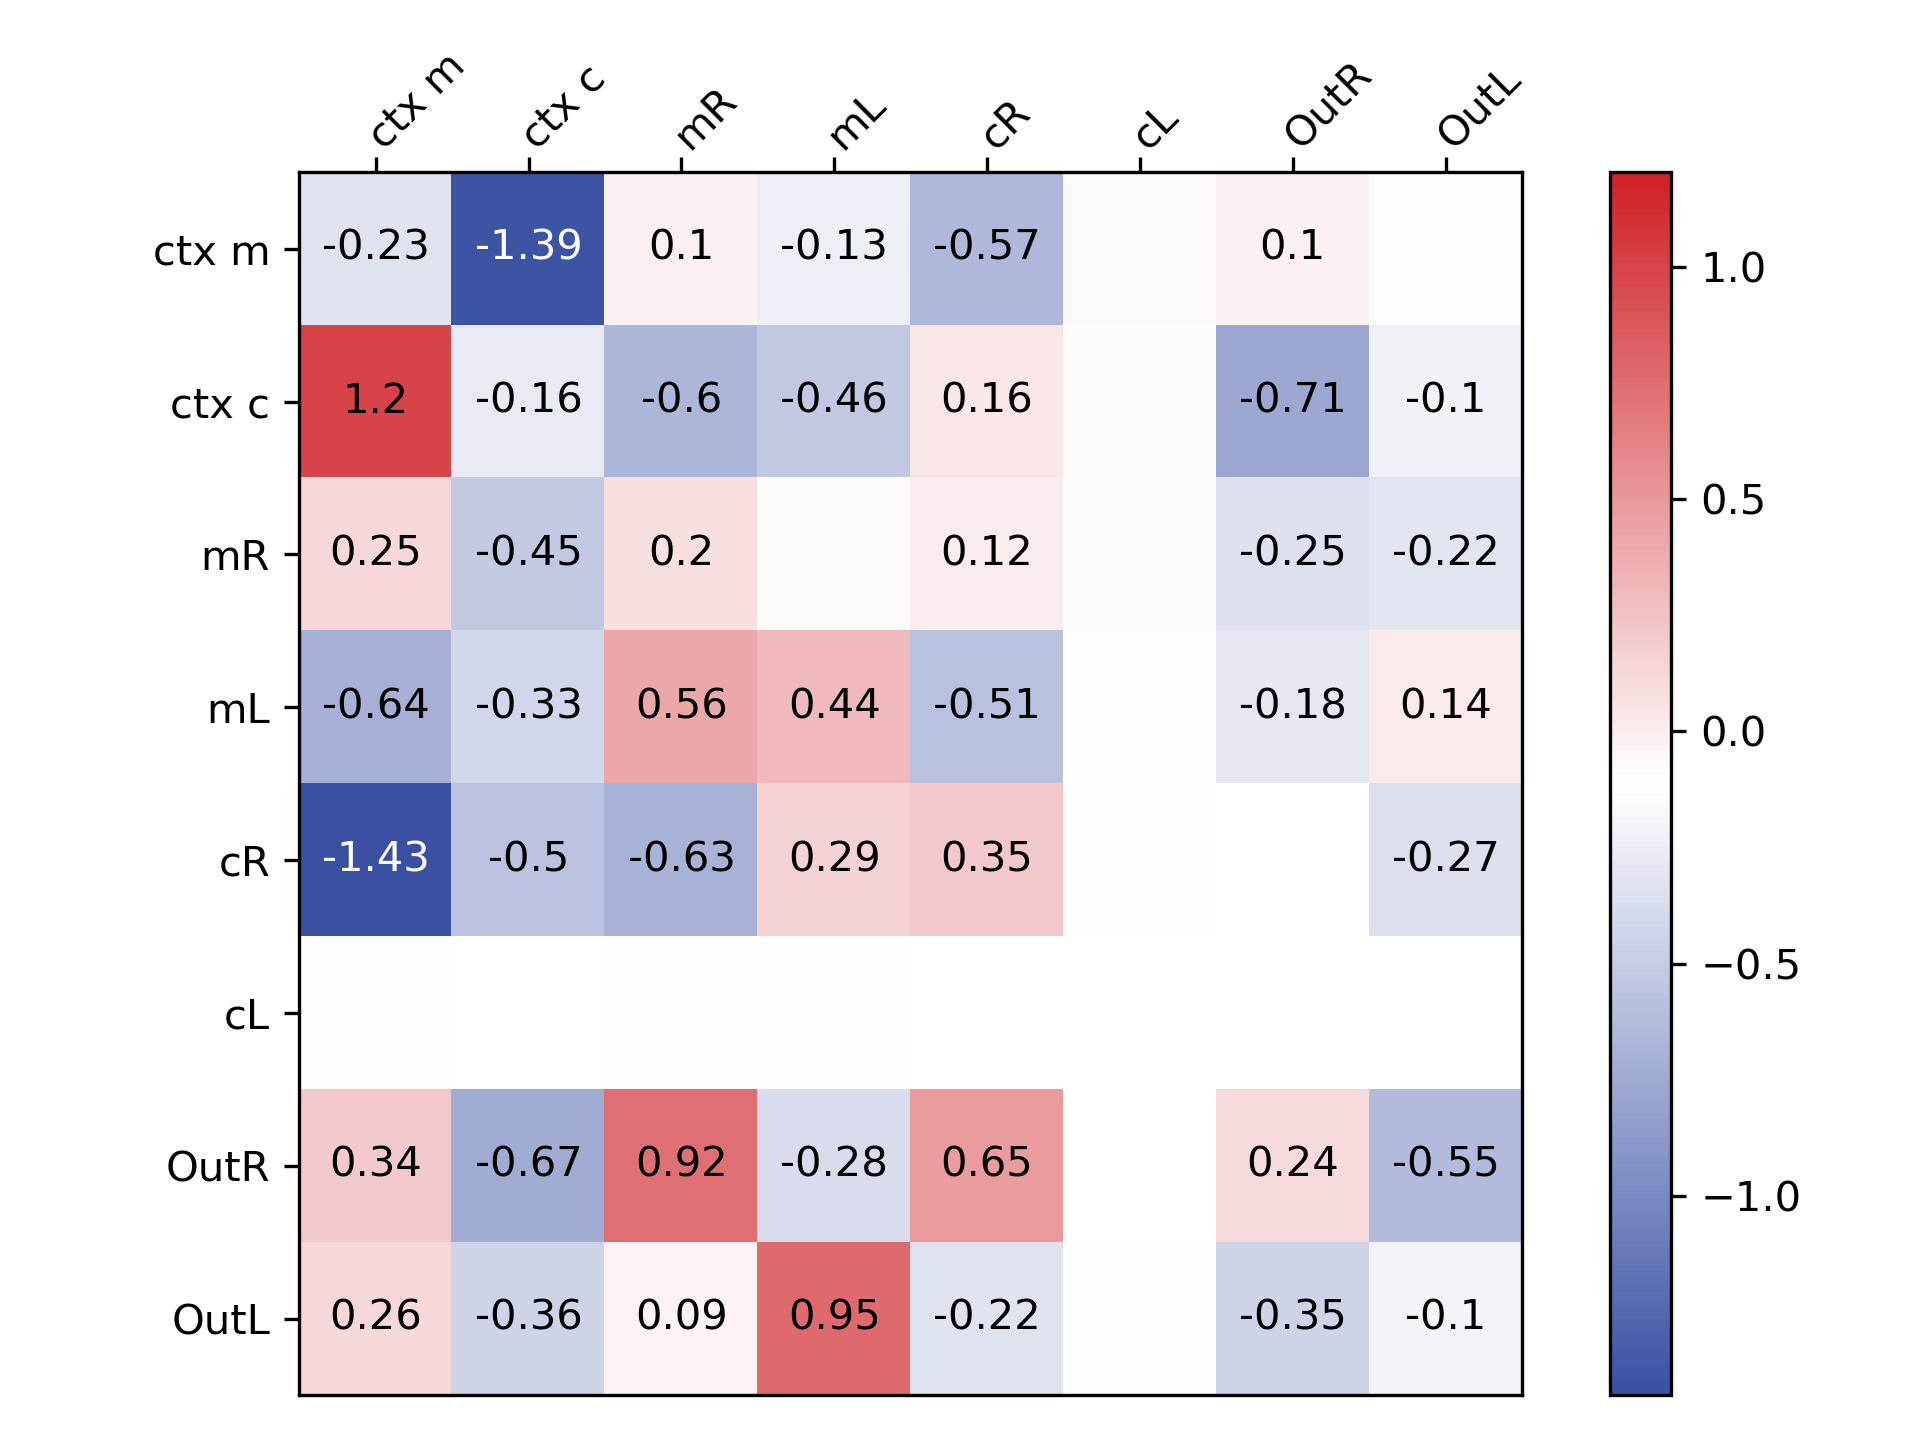 ctx m ctx c mR mL cR cL OutR OutL
ctx m -0.23 -1.39 0.1 -0.13 -0.57 0.1
ctx c 1.2 -0.16 -0.6 -0.46 0.16 -0.71 -0.1
mR 0.25 -0.45 0.2 0.12 -0.25 -0.22
mL -0.64 -0.33 0.56 0.44 -0.51 -0.18 0.14
cR -1.43 -0.5 -0.63 0.29 0.35 -0.27
cL
OutR 0.34 -0.67 0.92 -0.28 0.65 0.24 -0.55
OutL 0.26 -0.36 0.09 0.95 -0.22 -0.35 -0.1
1.0
0.5
0.0
−0.5
−1.0